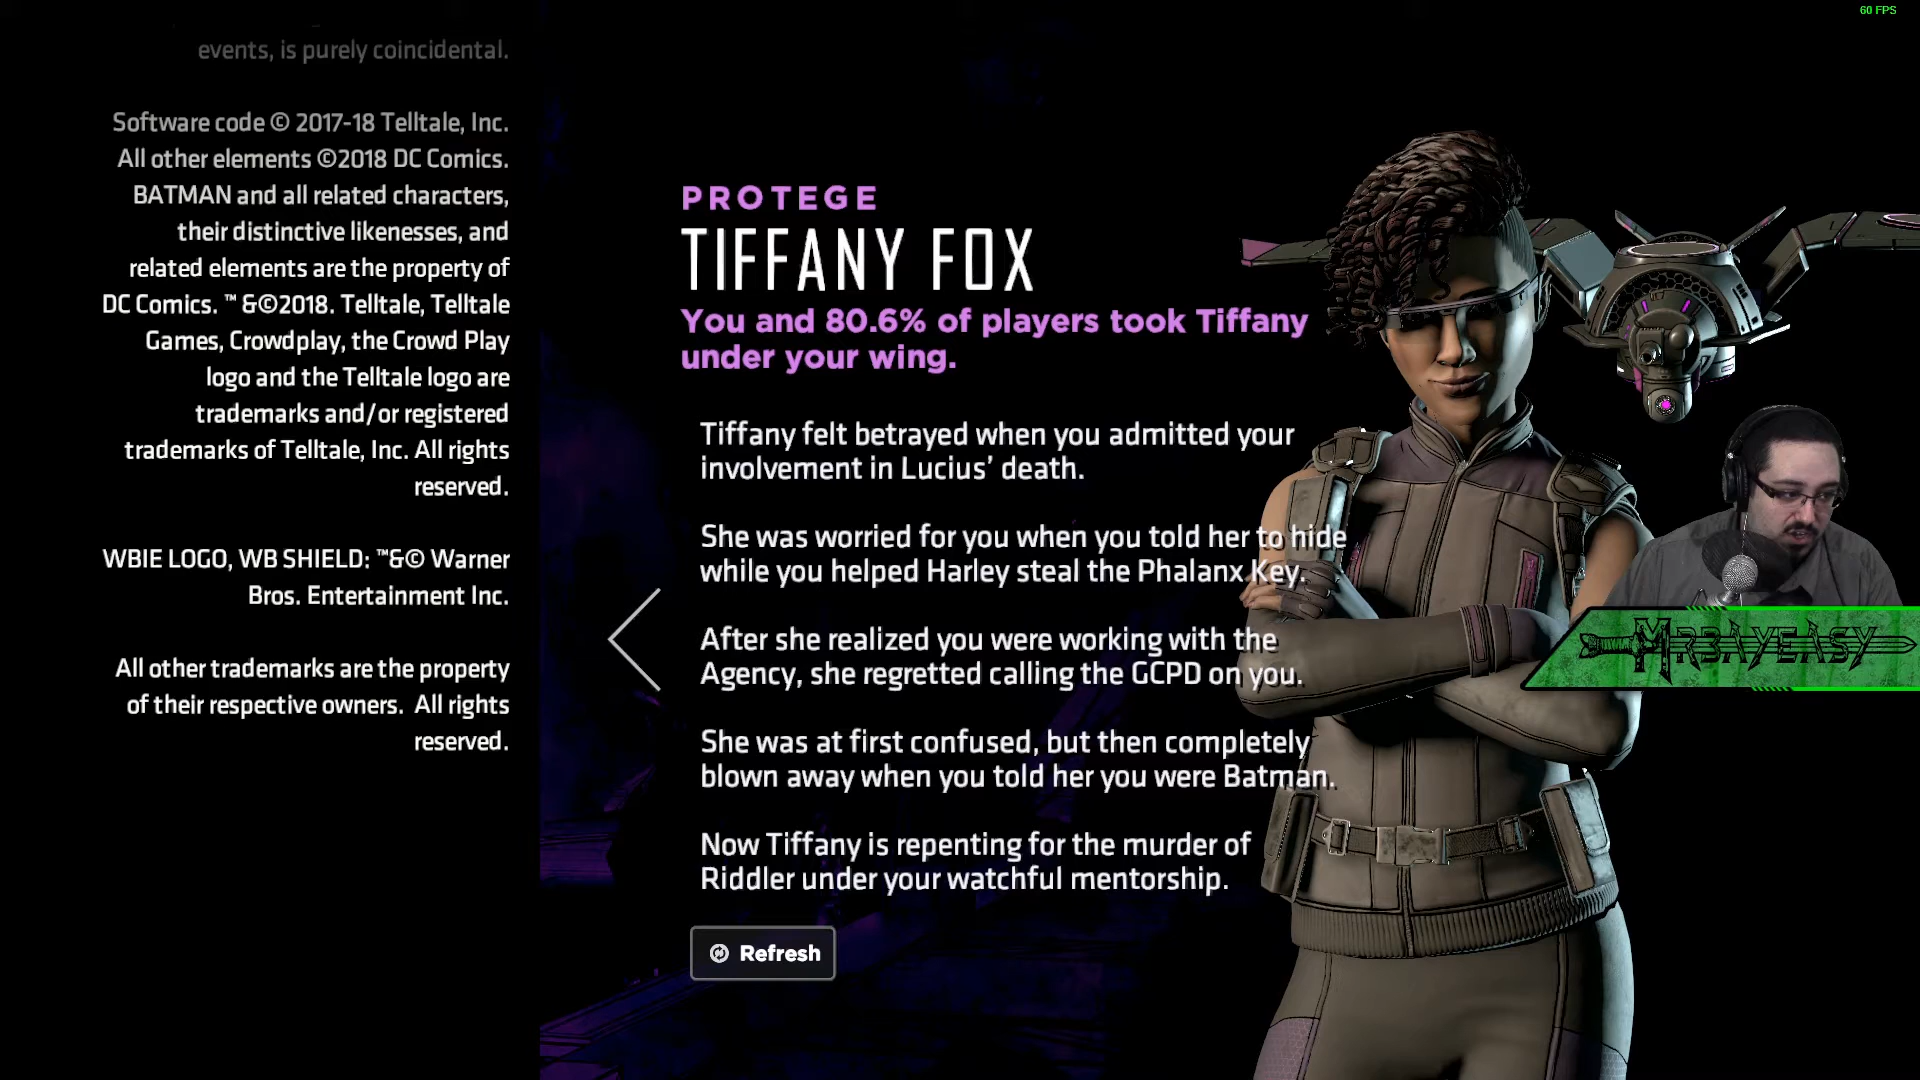 60 FPS
events, is purely coincidental.
Software code © 2017-18 Telltale, Inc.
All other elements ©2018 DC Comics.
BATMAN and all related characters,
their distinctive likenesses, and
related elements are the property of
DC Comics. ™ &©2018. Telltale, Telltale
Games, Crowdplay, the Crowd Play
logo and the Telltale logo are
trademarks and/or registered
trademarks of Telltale, Inc. All rights
reserved.
WBIE LOGO, WB SHIELD: ™&© Warner
Bros. Entertainment Inc.
All other trademarks are the property
of their respective owners.  All rights
reserved.
PROTEGE
TIFFANY FOX
You and 80.6% of players took Tiffany
under your wing.
Tiffany felt betrayed when you admitted your
involvement in Lucius’ death.
She was worried for you when you told her to hide
while you helped Harley steal the Phalanx Key.
After she realized you were working with the
Agency, she regretted calling the GCPD on you.
She was at first confused, but then completely
blown away when you told her you were Batman.
Now Tiffany is repenting for the murder of
Riddler under your watchful mentorship.
Refresh
MRBAYEASY